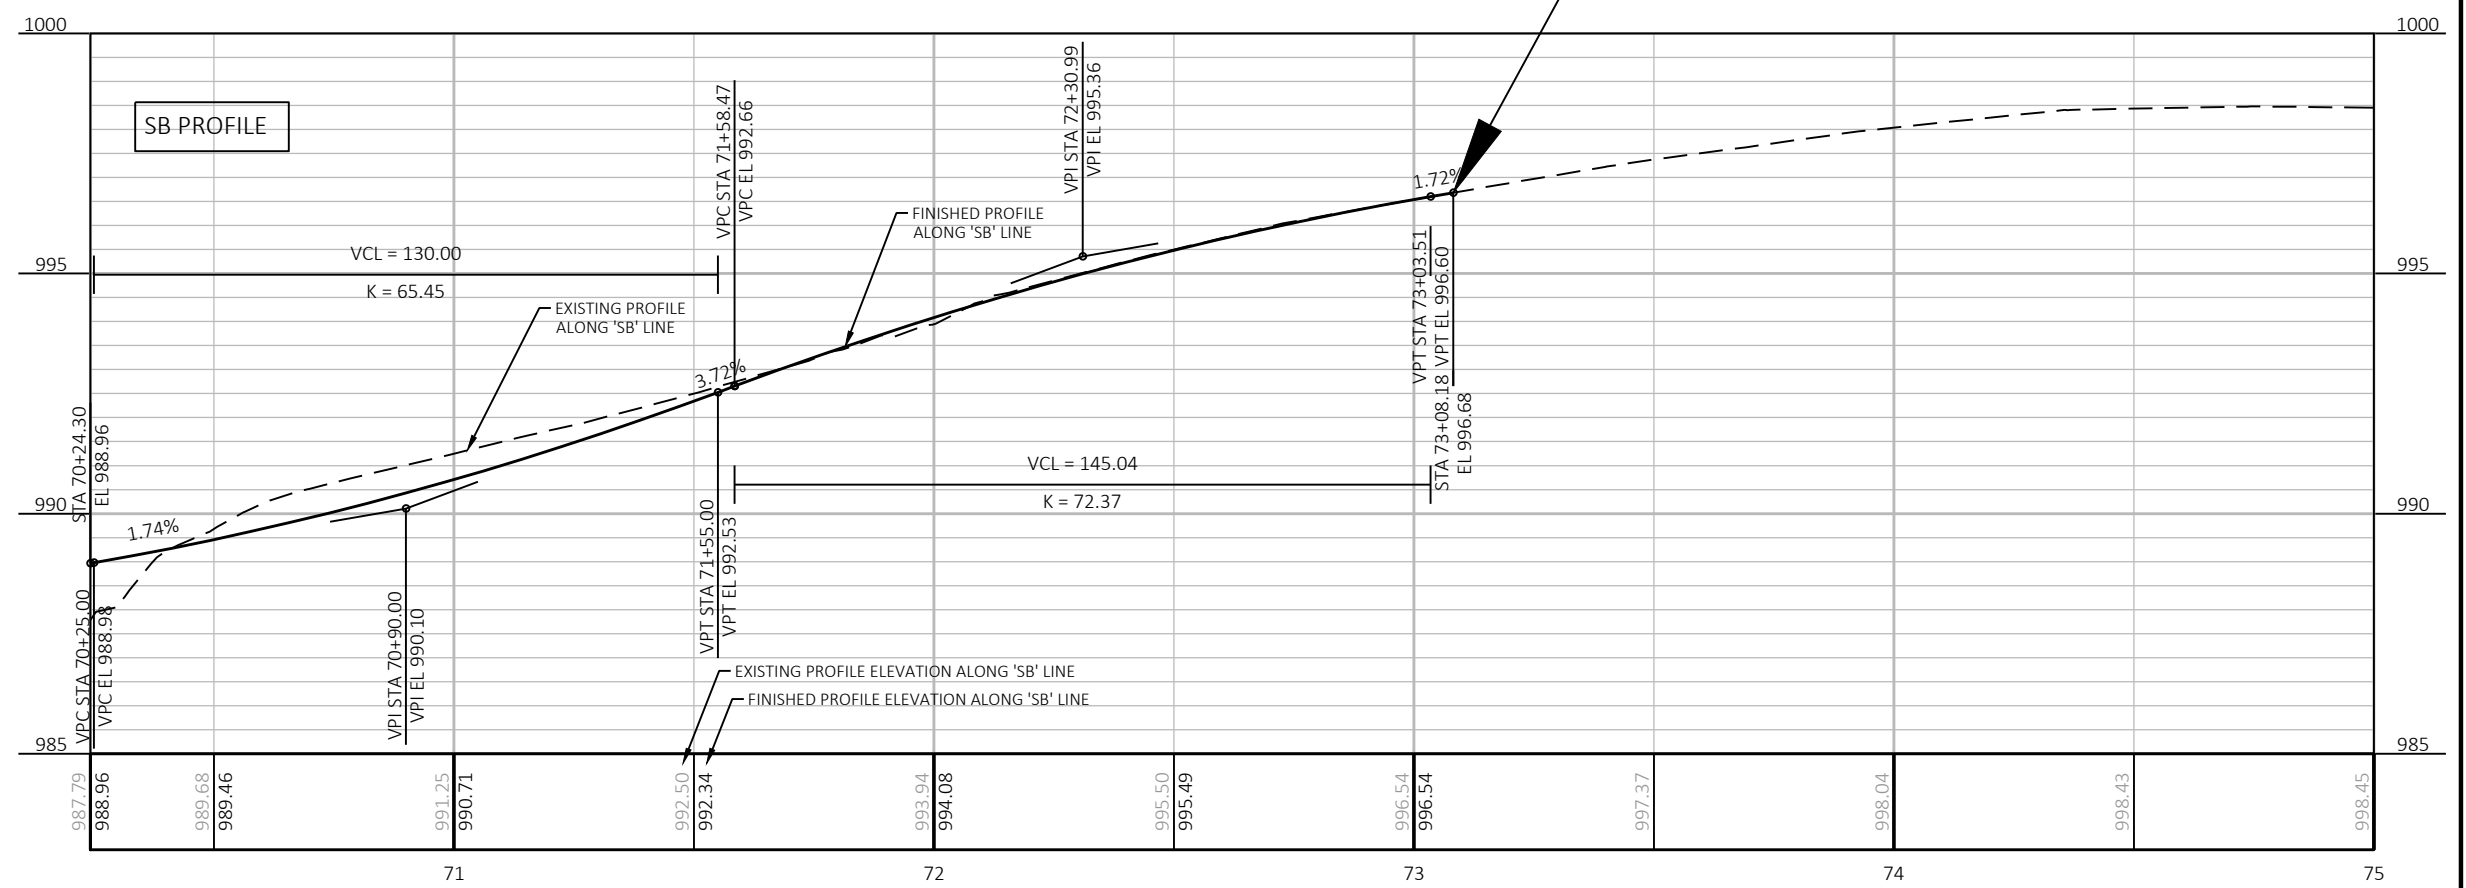 1000
1000
SB PROFILE
VPC STA 71+58.47
VPC EL 992.66
VPI STA 72+30.99
VPI EL 995.36
1.72%
FINISHED PROFILE
ALONG 'SB' LINE
VCL = 130.00
K = 65.45
995
995
EXISTING PROFILE
ALONG 'SB' LINE
VPT STA 73+03.51
VPT EL 996.60
3.72%
STA 73+08.18
EL 996.68
STA 70+24.30
EL 988.96
VCL = 145.04
K = 72.37
990
990
1.74%
VPT STA 71+55.00
VPT EL 992.53
VPC STA 70+25.00
VPC EL 988.98
VPI STA 70+90.00
VPI EL 990.10
EXISTING PROFILE ELEVATION ALONG 'SB' LINE
FINISHED PROFILE ELEVATION ALONG 'SB' LINE
985
985
987.79
988.96
989.68
989.46
991.25
990.71
992.50
992.34
993.94
994.08
995.50
995.49
996.54
996.54
997.37
998.04
998.43
998.45
71
72
73
74
75